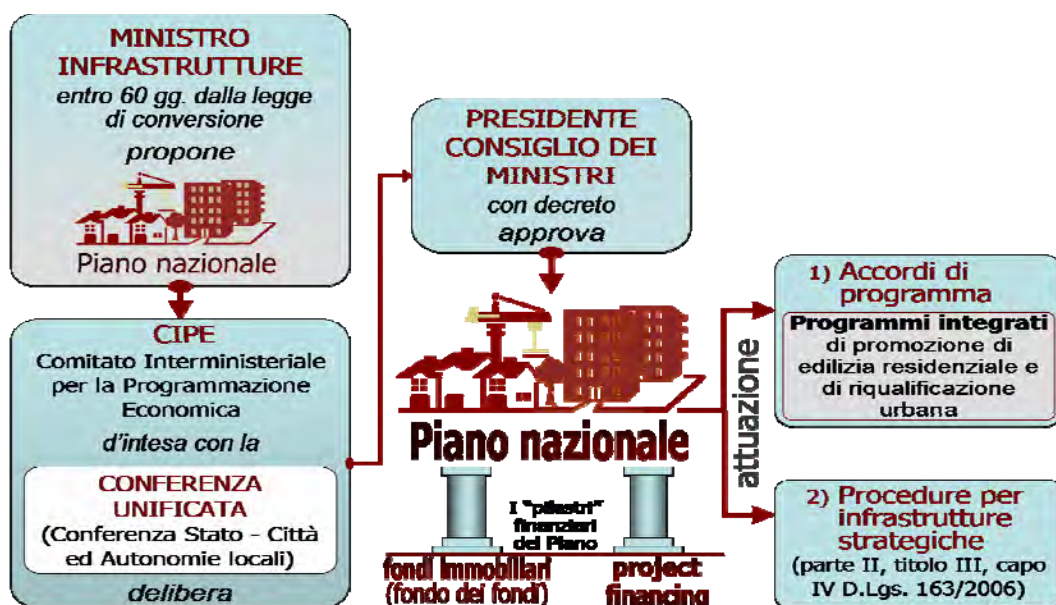 MINISTRO
INFRASTRUTTURE
entro 60 gg. dalla legge
di conversione
propone
Piano nazionale
CIPE
Comitato Interministeriale
per la Programmazione
Economica
d'intesa con la
CONFERENZA
UNIFICATA
(Conferenza Stato - Città
ed Autonomie locali)
delibera
PRESIDENTE
CONSIGLIO DEI
MINISTRI
con decreto
approva
Piano nazionale
I "pilastri"
finanziari
del Piano
fondi immobiliari
(fondo dei fondi)
project
financing
attuazione
1) Accordi di
programma
Programmi integrati
di promozione di
edilizia residenziale e
di riqualificazione
urbana
2) Procedure per
infrastrutture
strategiche
(parte II, titolo III, capo
IV D.Lgs. 163/2006)